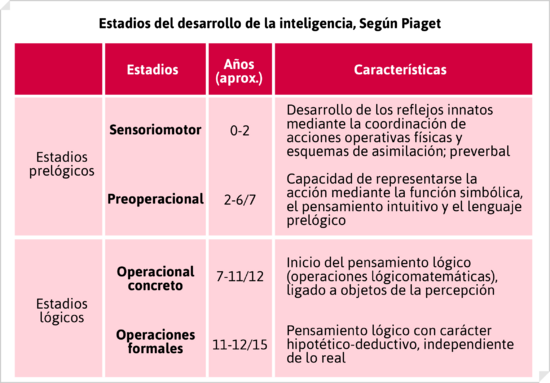 Estadios del desarrollo de la inteligencia, Según Piaget
Estadios
Años
(aprox.)
Características
Estadios
prelógicos
Sensoriomotor
0-2
Desarrollo de los reflejos innatos
mediante la coordinación de
acciones operativas físicas y
esquemas de asimilación; preverbal
Preoperacional
2-6/7
Capacidad de representarse la
acción mediante la función simbólica,
el pensamiento intuitivo y el lenguaje
prelógico
Estadios
lógicos
Operacional
concreto
7-11/12
Inicio del pensamiento lógico
(operaciones lógicomatemáticas),
ligado a objetos de la percepción
Operaciones
formales
11-12/15
Pensamiento lógico con carácter
hipotético-deductivo, independiente
de lo real